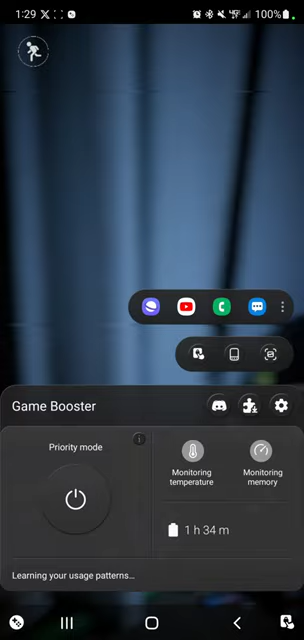 1:29
100%
Game Booster
Priority mode
Monitoring temperature
Monitoring memory
1 h 34 m
Learning your usage patterns...